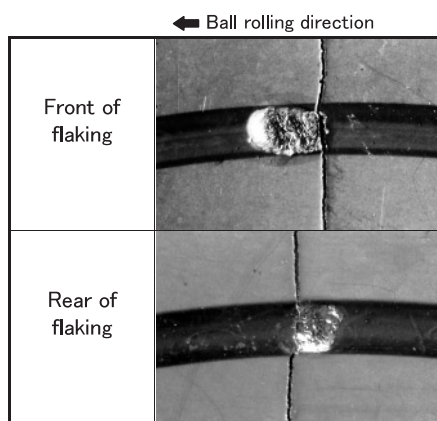 Ball rolling direction
Front of
flaking
Rear of
flaking